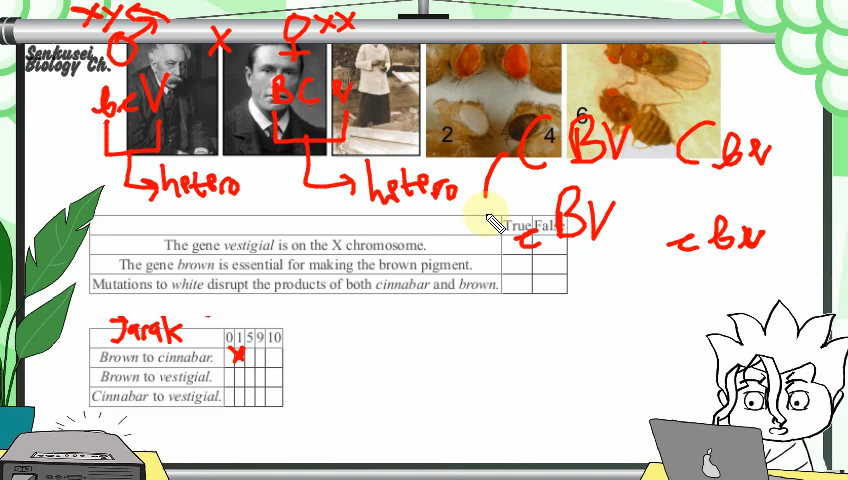 XY
XX
X
Senkusei
Biology Ch.
bcV
BCv
2
4
6
C BV
C bv
hetero
hetero
c BV
c bv
True False
The gene vestigial is on the X chromosome.
The gene brown is essential for making the brown pigment.
Mutations to white disrupt the products of both cinnabar and brown.
Jarak
0 1 5 9 10
Brown to cinnabar. X
Brown to vestigial.
Cinnabar to vestigial.